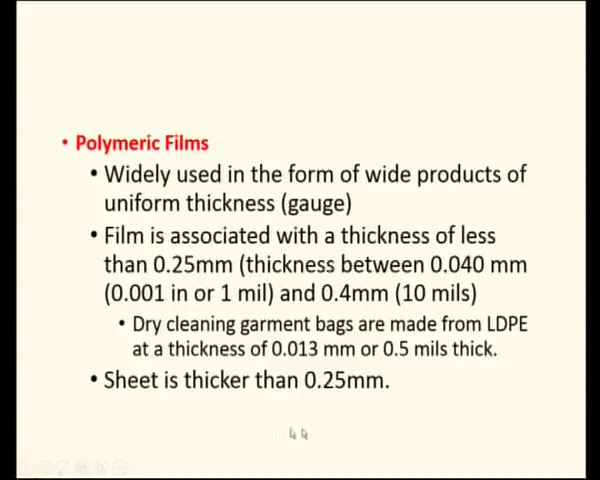 • Polymeric Films
• Widely used in the form of wide products of
uniform thickness (gauge)
• Film is associated with a thickness of less
than 0.25mm (thickness between 0.040 mm
(0.001 in or 1 mil) and 0.4mm (10 mils)
• Dry cleaning garment bags are made from LDPE
at a thickness of 0.013 mm or 0.5 mils thick.
• Sheet is thicker than 0.25mm.